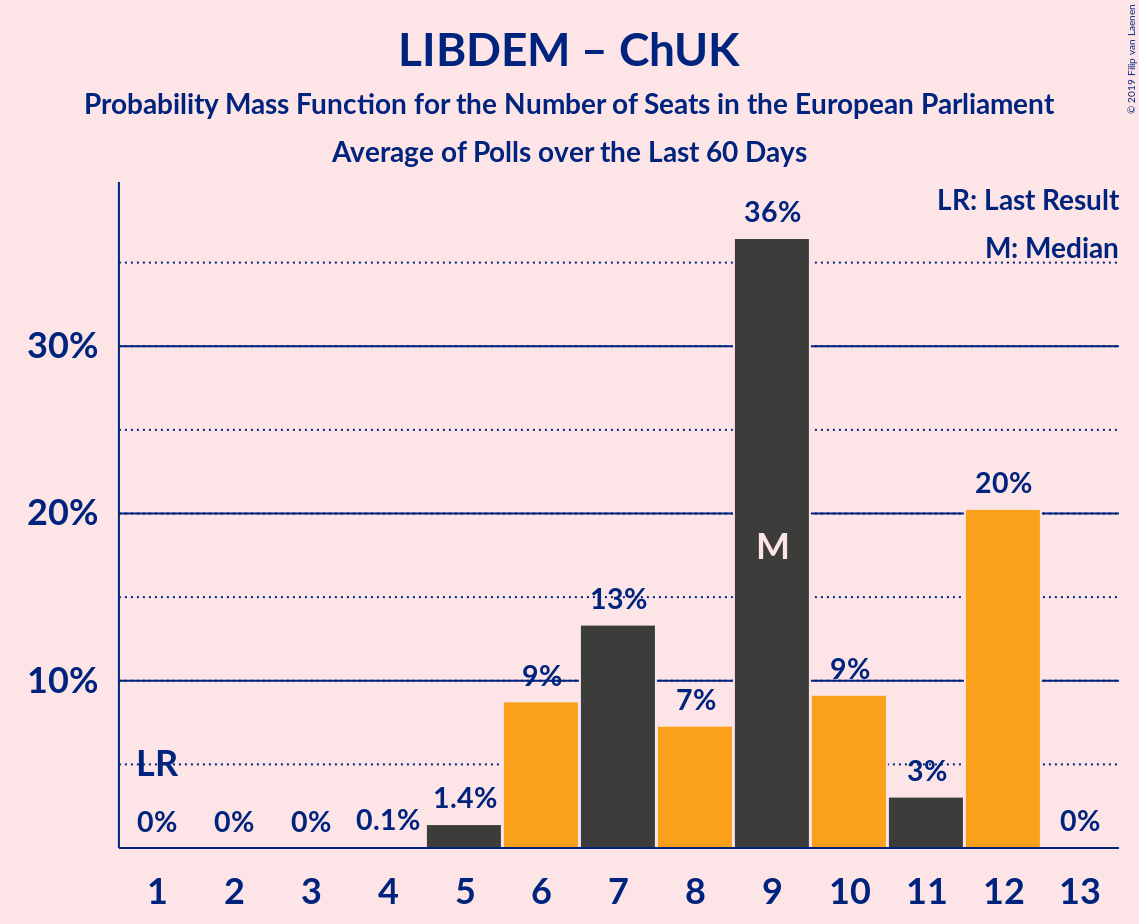 LIBDEM – ChUK
Probability Mass Function for the Number of Seats in the European Parliament
Average of Polls over the Last 60 Days
© 2019 Filip van Laenen
LR: Last Result
M: Median
36%
30%
20%
20%
M
13%
10%
9%
9%
7%
LR
3%
1.4%
0% 0% 0% 0.1% 0%
1 2 3 4 5 6 7 8 9 10 11 12 13